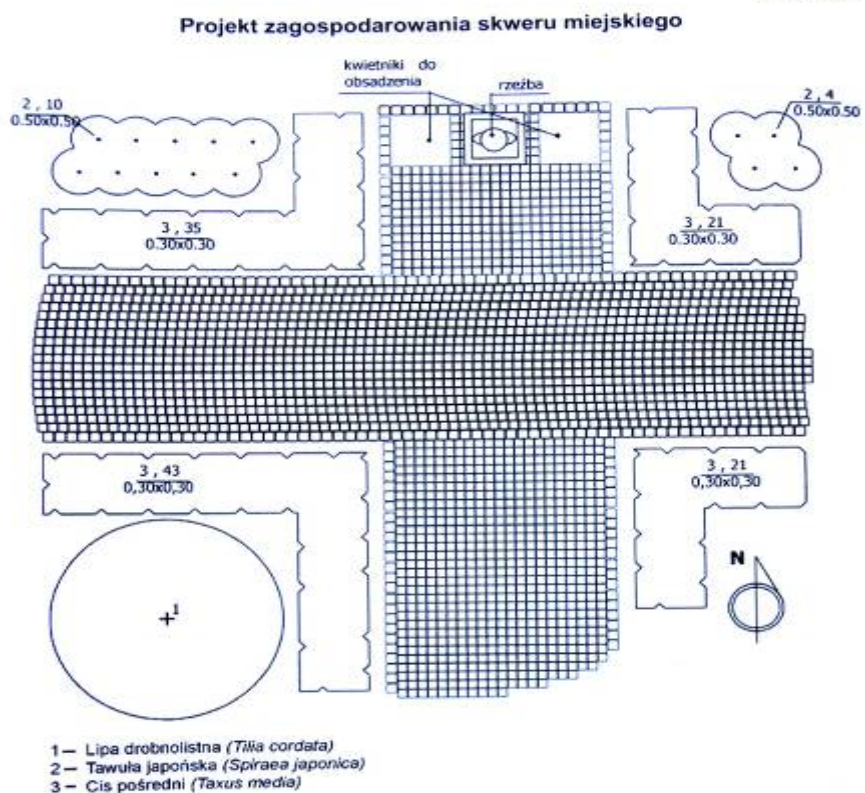 Projekt zagospodarowania skweru miejskiego
kwietniki do
obsadzenia
rzeźba
2 , 10
0.50x0.50
2 , 4
0.50x0.50
3 , 35
0.30x0.30
3 , 21
0.30x0.30
3 , 43
0,30x0,30
3 , 21
0,30x0,30
N
1
1 – Lipa drobnolistna (Tilia cordata)
2 – Tawuła japońska (Spiraea japonica)
3 – Cis pośredni (Taxus media)